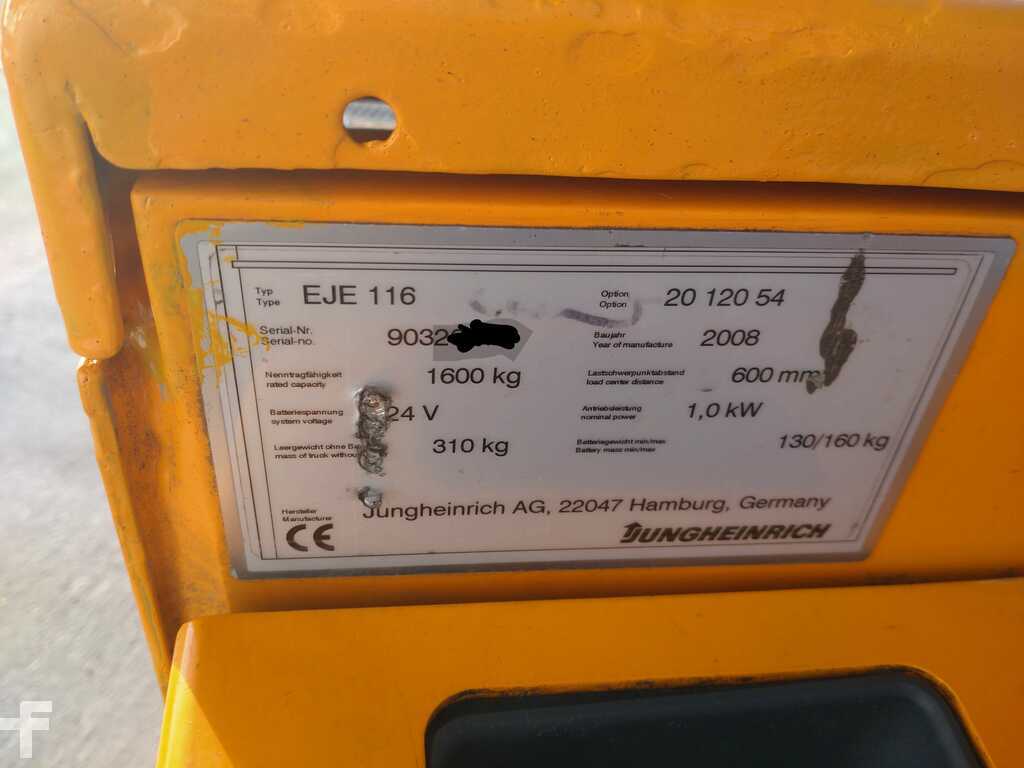 Typ EJE 116 Option 20 120 54
Type Option
Serial-Nr. 9032 Baujahr 2008
Serial-no. Year of manufacture
Nenntragfähigkeit 1600 kg Lastschwerpunktabstand 600 mm
rated capacity load center distance
Batteriespannung 24 V Antriebsleistung 1,0 kW
system voltage nominal power
Leergewicht ohne 310 kg Batteriegewicht min/max 130/160 kg
mass of truck without Battery mass min/max
Hersteller Jungheinrich AG, 22047 Hamburg, Germany
Manufacturer
CE JUNGHEINRICH
F